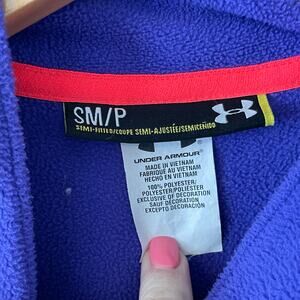 SM/P
SEMI-FITTED/COUPE SEMI-AJUSTÉE/SEMICEÑIDO
UNDER ARMOUR®
MADE IN VIETNAM
FABRIQUÉ AU VIETNAM
HECHO EN VIETNAM
100% POLYESTER/
POLYESTER/POLIÉSTER
EXCLUSIVE OF DECORATION
SAUF DÉCORATION
EXCEPTO DECORACIÓN